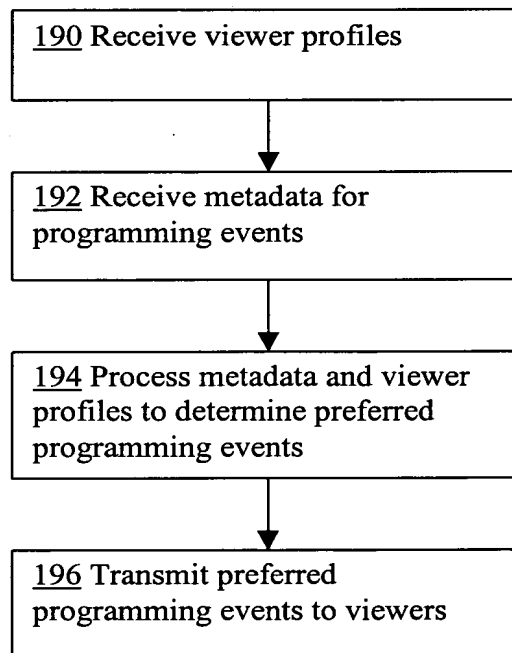 190 Receive viewer profiles
192 Receive metadata for
programming events
194 Process metadata and viewer
profiles to determine preferred
programming events
196 Transmit preferred
programming events to viewers